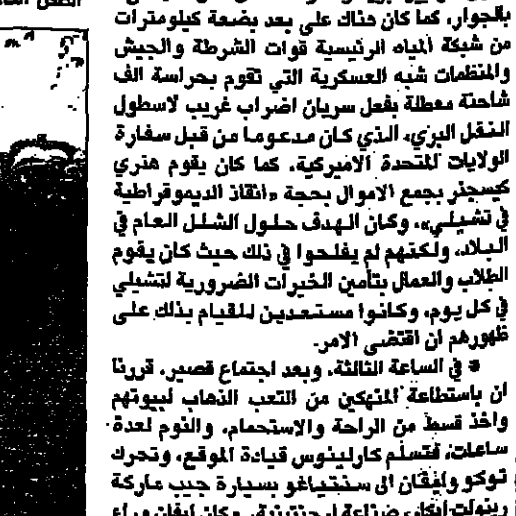 بالجوار، كما كان هناك على بعد بضعة كيلومترات
من شبكة المياه الرئيسية قوات الشرطة والجيش
والمنظمات شبه العسكرية التي تقوم بحراسة الف
شاحنة معطلة بفعل سريان اضراب غريب لاسطول
النقل البري، الذي كان مدعوما من قبل سفارة
الولايات المتحدة الاميركية، كما كان يقوم هنري
كيسجنر بجمع الاموال بحجة «انقاذ الديموقراطية
في تشيلي»، وكان الهدف حلول الشلل العام في
البلاد، ولكنهم لم يفلحوا في ذلك حيث كان يقوم
الطلاب والعمال بتأمين الخيرات الضرورية لتشيلي
في كل يوم، وكانوا مستعدين للقيام بذلك على
ظهورهم ان اقتضى الامر.
* في الساعة الثالثة، وبعد اجتماع قصير، قررنا
ان باستطاعة المنهكين من التعب الذهاب لبيوتهم
واخذ قسط من الراحة والاستحمام، والنوم لعدة
ساعات، فتسلم كارلينوس قيادة الموقع، وتحرك
توكو وايفان الى سنتياغو بسيارة جيب ماركة
رينولت